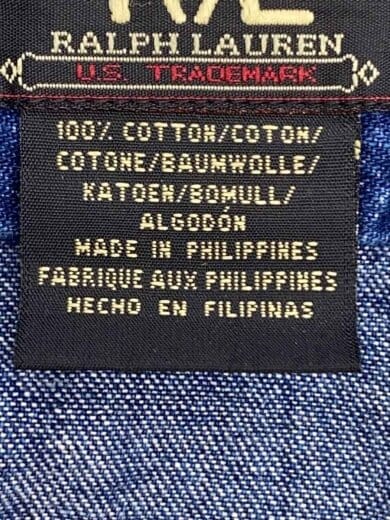 RALPH LAUREN
U.S. TRADEMARK
100% COTTON/COTON/
COTONE/BAUMWOLLE/
KATOEN/BOMULL/
ALGODÓN
MADE IN PHILIPPINES
FABRIQUE AUX PHILIPPINES
HECHO EN FILIPINAS